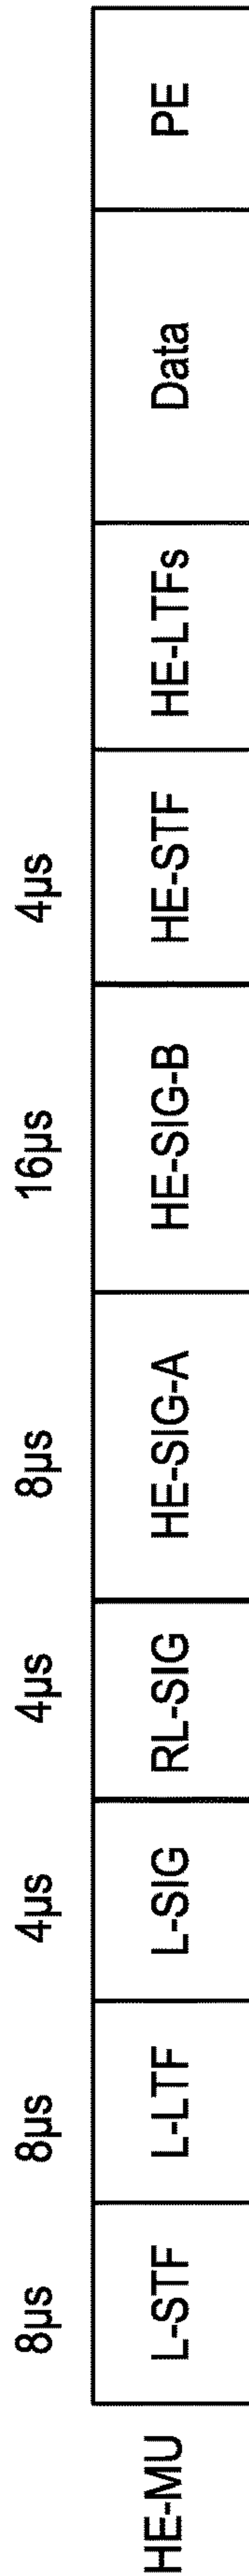 8μs 8μs 4μs 4μs 8μs 16μs 4μs
HE-MU L-STF L-LTF L-SIG RL-SIG HE-SIG-A HE-SIG-B HE-STF HE-LTFs Data PE